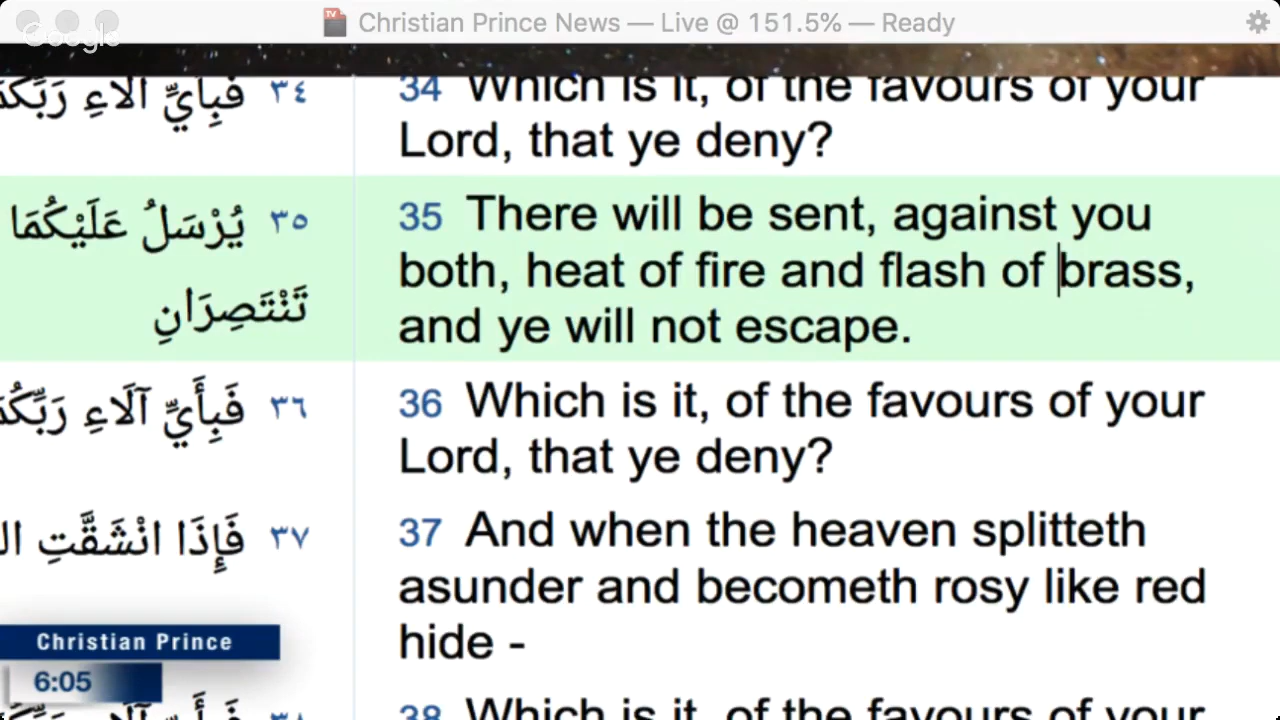 Google
Christian Prince News — Live @ 151.5% — Ready
٣٤ فَبِأَيِّ آلَاءِ رَبِّكُمَا
34 Which is it, of the favours of your
Lord, that ye deny?
٣٥ يُرْسَلُ عَلَيْكُمَا
تَنْتَصِرَانِ
35 There will be sent, against you
both, heat of fire and flash of brass,
and ye will not escape.
٣٦ فَبِأَيِّ آلَاءِ
36 Which is it, of the favours of your
Lord, that ye deny?
٣٧ فَإِذَا انْشَقَّتِ
37 And when the heaven splitteth
asunder and becometh rosy like red
hide -
Christian Prince
6:05
38 Which is it, of the favours of your